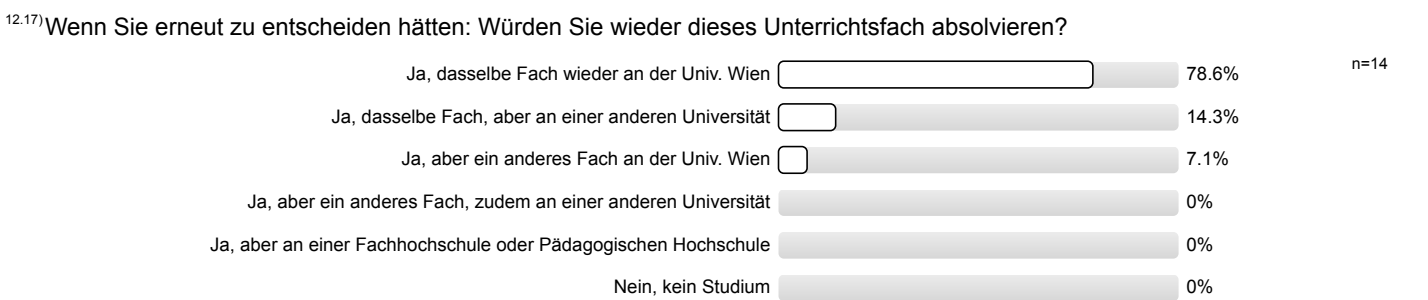 12.17) Wenn Sie erneut zu entscheiden hätten: Würden Sie wieder dieses Unterrichtsfach absolvieren?
Ja, dasselbe Fach wieder an der Univ. Wien 78.6% n=14
Ja, dasselbe Fach, aber an einer anderen Universität 14.3%
Ja, aber ein anderes Fach an der Univ. Wien 7.1%
Ja, aber ein anderes Fach, zudem an einer anderen Universität 0%
Ja, aber an einer Fachhochschule oder Pädagogischen Hochschule 0%
Nein, kein Studium 0%